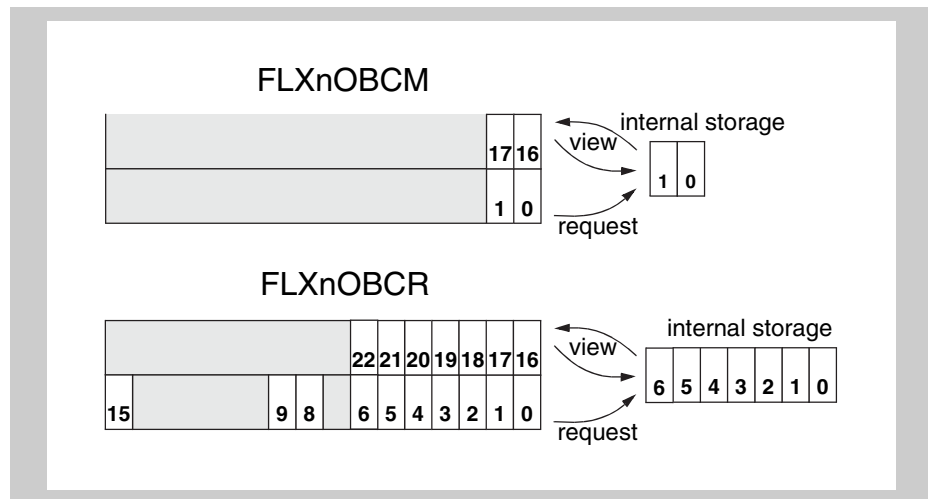 FLXnOBCM
internal storage
view
17 16
1 0
1 0
request
FLXnOBCR
internal storage
view
22 21 20 19 18 17 16
6 5 4 3 2 1 0
15 9 8 6 5 4 3 2 1 0
request